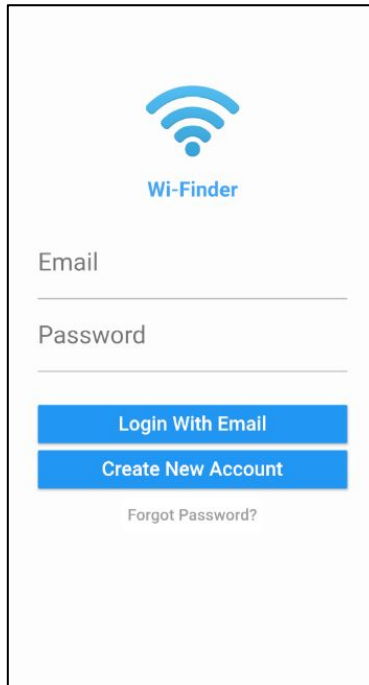 Wi-Finder
Email
Password
Login With Email
Create New Account
Forgot Password?